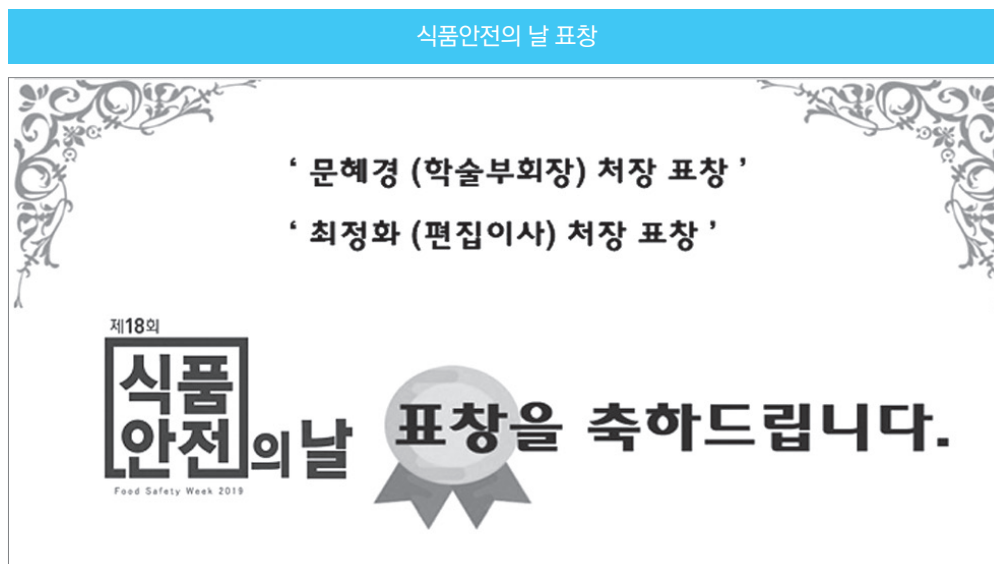 식품안전의 날 표창
‘ 문혜경 (학술부회장) 처장 표창 ’
‘ 최정화 (편집이사) 처장 표창 ’
제18회
식품
안전의날
Food Safety Week 2019
표창을 축하드립니다.